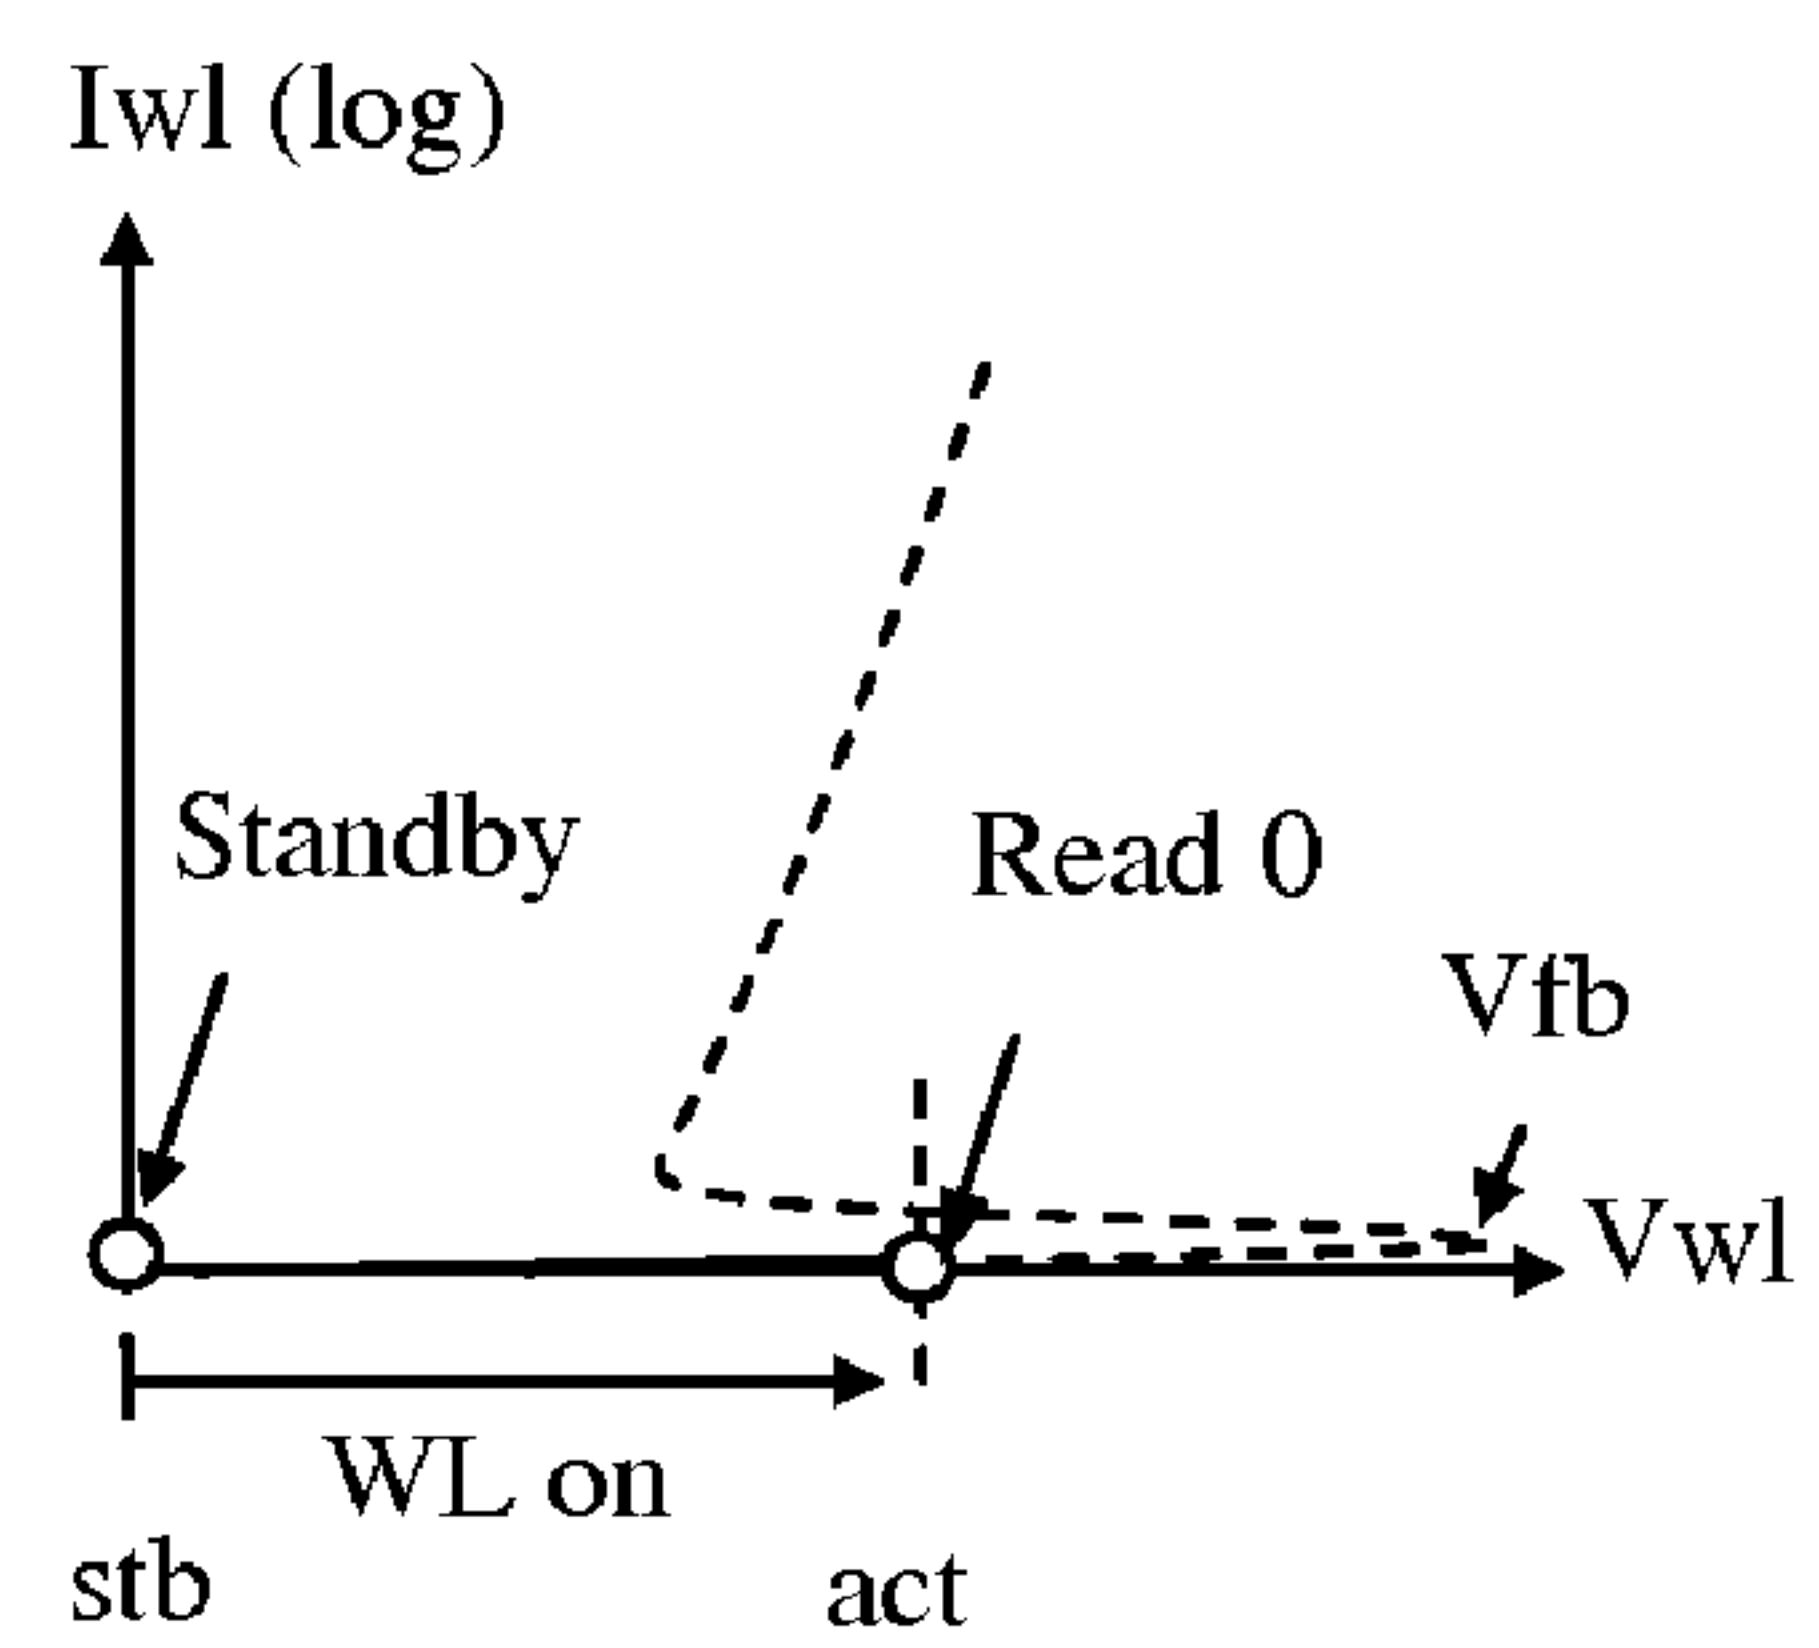 Iwl (log)
Standby
Read 0
Vfb
Vwl
WL on
stb
act